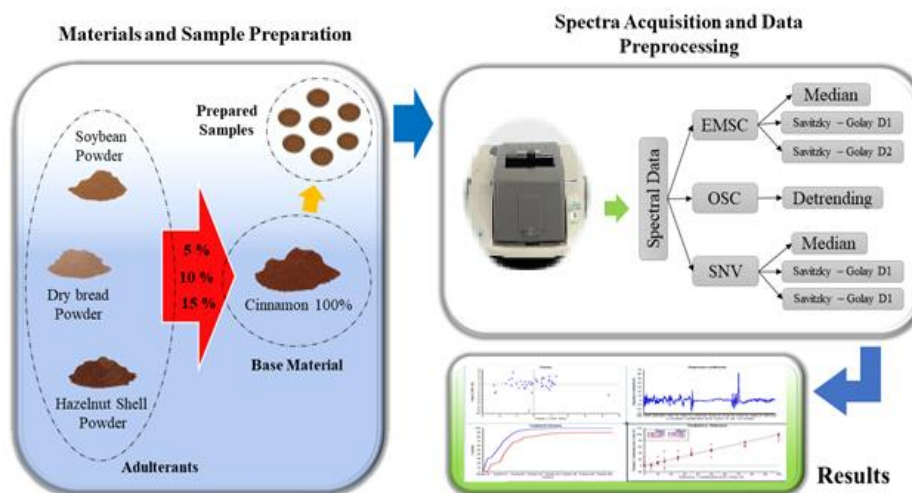 Materials and Sample Preparation
Soybean
Powder
Dry bread
Powder
Hazelnut Shell
Powder
Adulterants
5 %
10 %
15 %
Prepared
Samples
Cinnamon 100%
Base Material
Spectra Acquisition and Data
Preprocessing
Spectral Data
EMSC
OSC
SNV
Median
Savitzky – Golay D1
Savitzky – Golay D2
Detrending
Median
Savitzky – Golay D1
Savitzky – Golay D1
Results